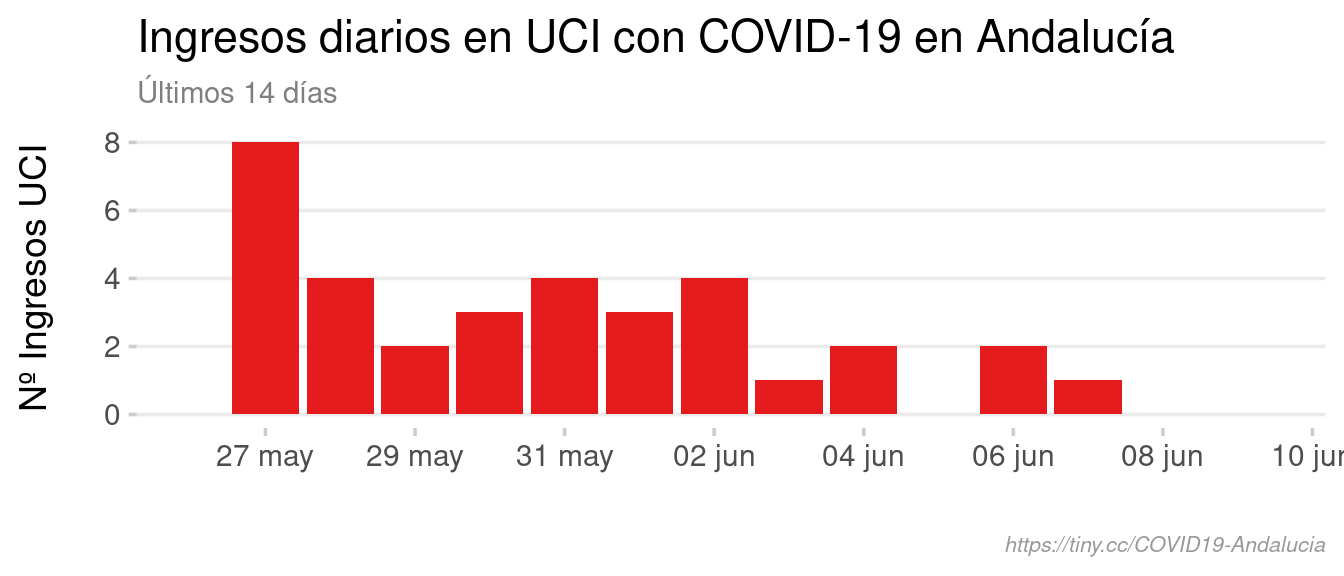 Ingresos diarios en UCI con COVID-19 en Andalucía
Últimos 14 días
Nº Ingresos UCI
8
6
4
2
0
27 may 29 may 31 may 02 jun 04 jun 06 jun 08 jun 10 jun
https://tiny.cc/COVID19-Andalucia